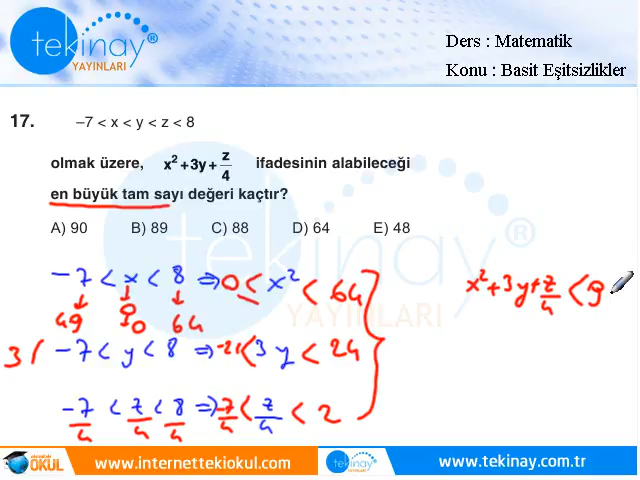 tekinay®
YAYINLARI
Ders : Matematik
Konu : Basit Eşitsizlikler
17. –7 < x < y < z < 8
olmak üzere, x² + 3y + z/4 ifadesinin alabileceği
en büyük tam sayı değeri kaçtır?
A) 90 B) 89 C) 88 D) 64 E) 48
-7 < x < 8 ⇒ 0 ≤ x² < 64
49 0 64
x² + 3y + z/4 < 9
3/ -7 < y < 8 ⇒ -21 < 3y < 24
-7/4 < z/4 < 8/4 ⇒ -7/4 < z/4 < 2
tekinay®
YAYINLARI
internetteki OKUL
www.internettekiokul.com
tekinay
www.tekinay.com.tr